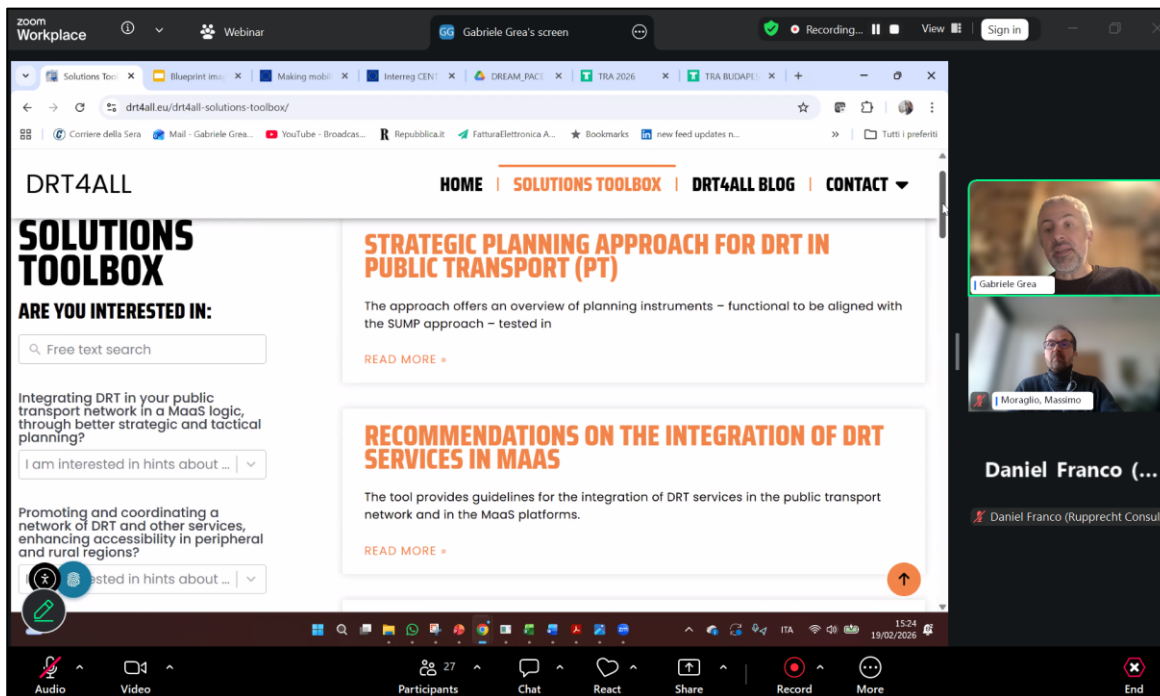 zoom
Workplace
Webinar
GG Gabriele Grea's screen
Recording...
View
Sign in
Solutions Tool
Blueprint ima
Making mobil
Interreg CENT
DREAM_PACE
TRA 2026
TRA BUDAPES
drt4all.eu/drt4all-solutions-toolbox/
Corriere della Sera
Mail - Gabriele Grea...
YouTube - Broadcas...
Repubblica.it
FatturaElettronica A...
Bookmarks
new feed updates n...
»
Tutti i preferiti
DRT4ALL
HOME | SOLUTIONS TOOLBOX | DRT4ALL BLOG | CONTACT
SOLUTIONS
TOOLBOX
ARE YOU INTERESTED IN:
Free text search
Integrating DRT in your public
transport network in a MaaS logic,
through better strategic and tactical
planning?
I am interested in hints about ...
Promoting and coordinating a
network of DRT and other services,
enhancing accessibility in peripheral
and rural regions?
ested in hints about ...
STRATEGIC PLANNING APPROACH FOR DRT IN
PUBLIC TRANSPORT (PT)
The approach offers an overview of planning instruments – functional to be aligned with
the SUMP approach – tested in
READ MORE »
RECOMMENDATIONS ON THE INTEGRATION OF DRT
SERVICES IN MAAS
The tool provides guidelines for the integration of DRT services in the public transport
network and in the MaaS platforms.
READ MORE »
Gabriele Grea
Moraglio, Massimo
Daniel Franco (...
Daniel Franco (Rupprecht Consul
ITA
15:24
19/02/2026
Audio
Video
27
Participants
Chat
React
Share
Record
More
End